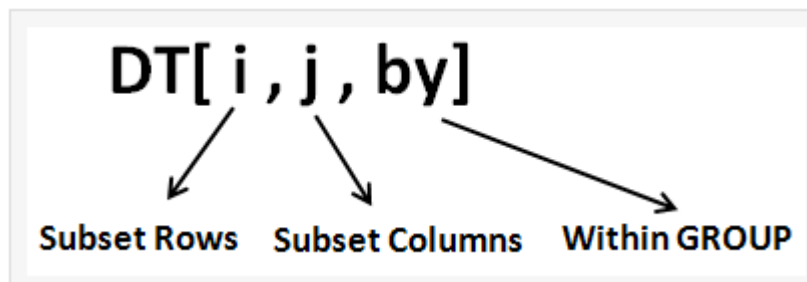 DT[ i , j , by]
Subset Rows Subset Columns Within GROUP